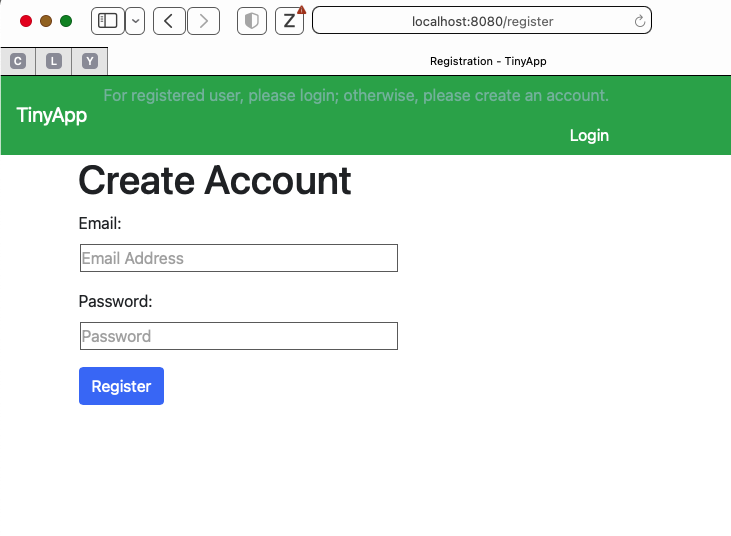 Z
localhost:8080/register
C
L
Y
Registration - TinyApp
For registered user, please login; otherwise, please create an account.
TinyApp
Login
Create Account
Email:
Email Address
Password:
Password
Register